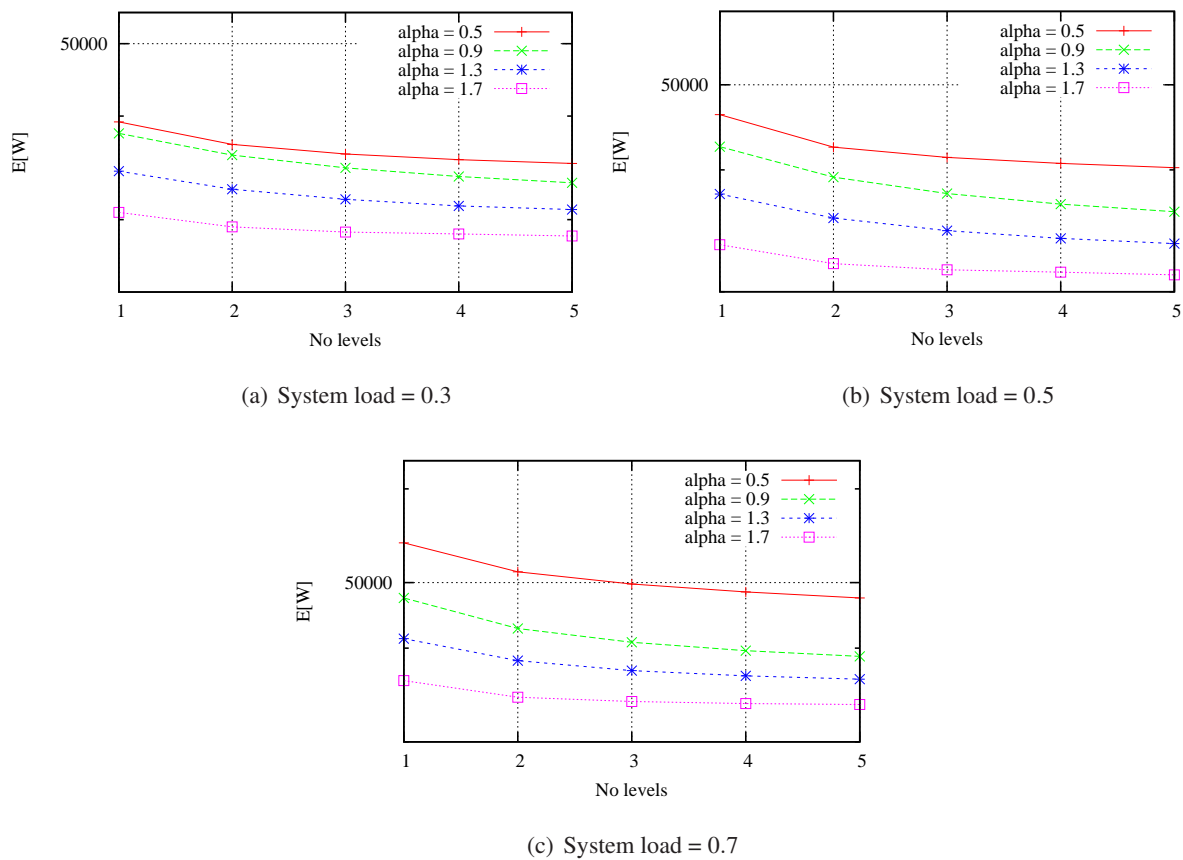 50000
E[W]
alpha = 0.5
alpha = 0.9
alpha = 1.3
alpha = 1.7
1 2 3 4 5
No levels
(a) System load = 0.3
50000
E[W]
alpha = 0.5
alpha = 0.9
alpha = 1.3
alpha = 1.7
1 2 3 4 5
No levels
(b) System load = 0.5
50000
E[W]
alpha = 0.5
alpha = 0.9
alpha = 1.3
alpha = 1.7
1 2 3 4 5
No levels
(c) System load = 0.7